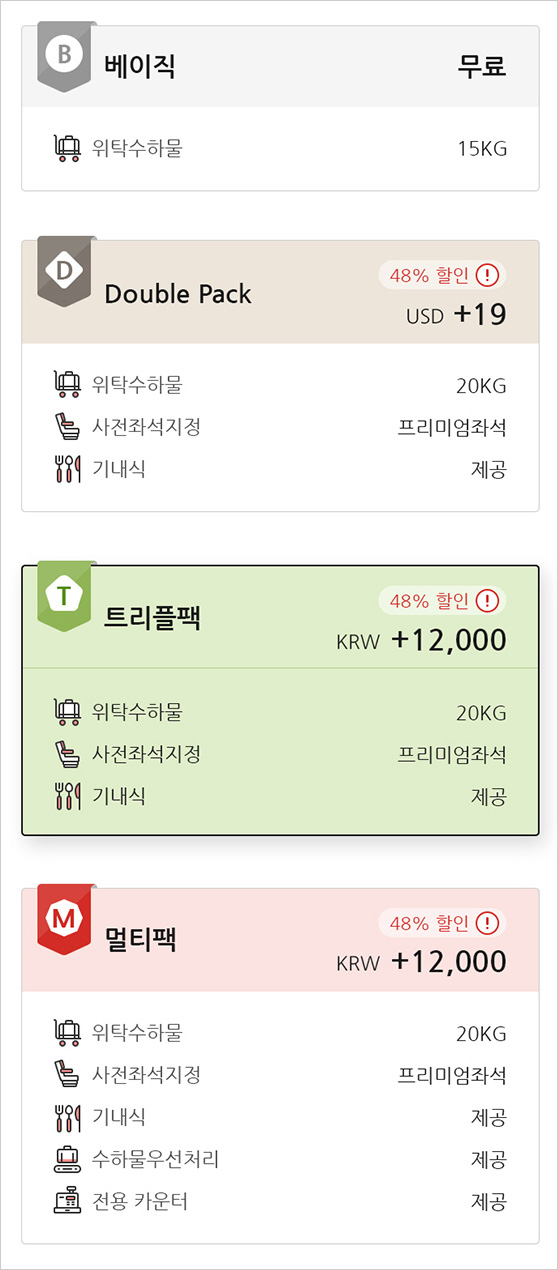 B
베이직 무료
위탁수하물 15KG
D
48% 할인 !
Double Pack
USD +19
위탁수하물 20KG
사전좌석지정 프리미엄좌석
기내식 제공
T
48% 할인 !
트리플팩
KRW +12,000
위탁수하물 20KG
사전좌석지정 프리미엄좌석
기내식 제공
M
48% 할인 !
멀티팩
KRW +12,000
위탁수하물 20KG
사전좌석지정 프리미엄좌석
기내식 제공
수하물우선처리 제공
전용 카운터 제공